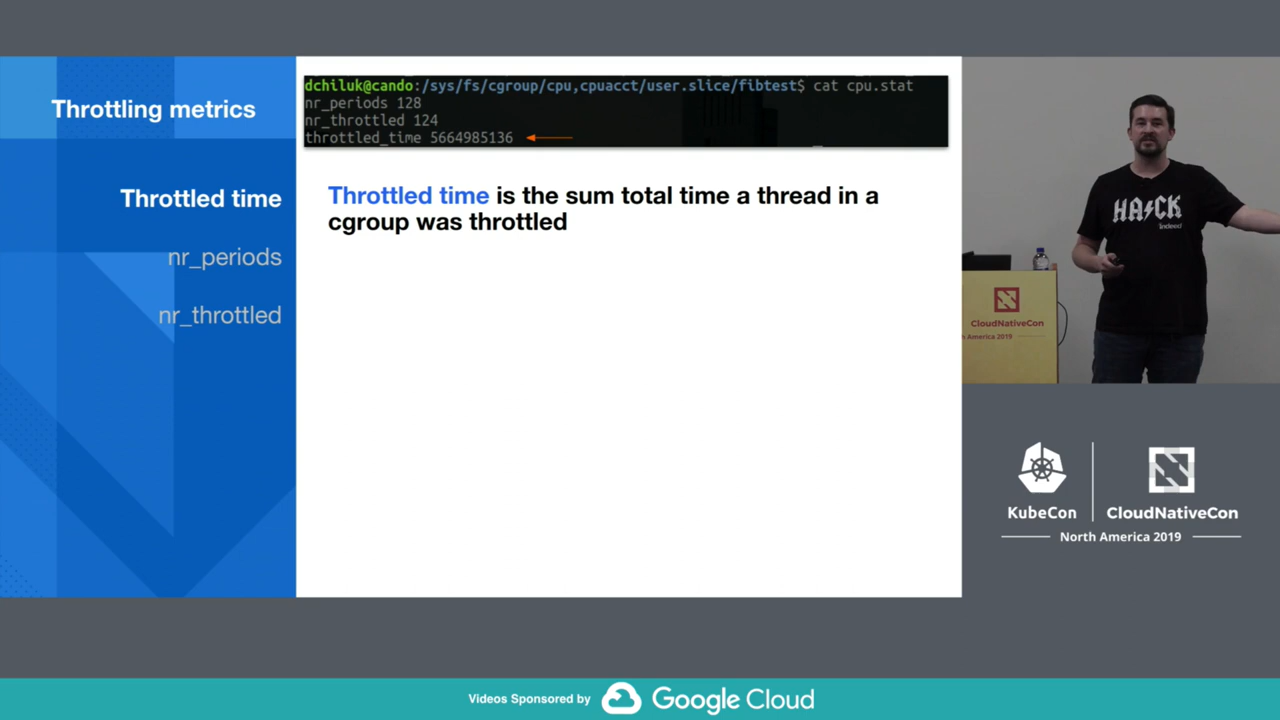 Throttling metrics
Throttled time
nr_periods
nr_throttled
dchiluk@cando:/sys/fs/cgroup/cpu,cpuacct/user.slice/fibtest$ cat cpu.stat
nr_periods 128
nr_throttled 124
throttled_time 5664985136
Throttled time is the sum total time a thread in a
cgroup was throttled
HACK
indeed
CloudNativeCon
America 2019
KubeCon
CloudNativeCon
North America 2019
Videos Sponsored by
Google Cloud